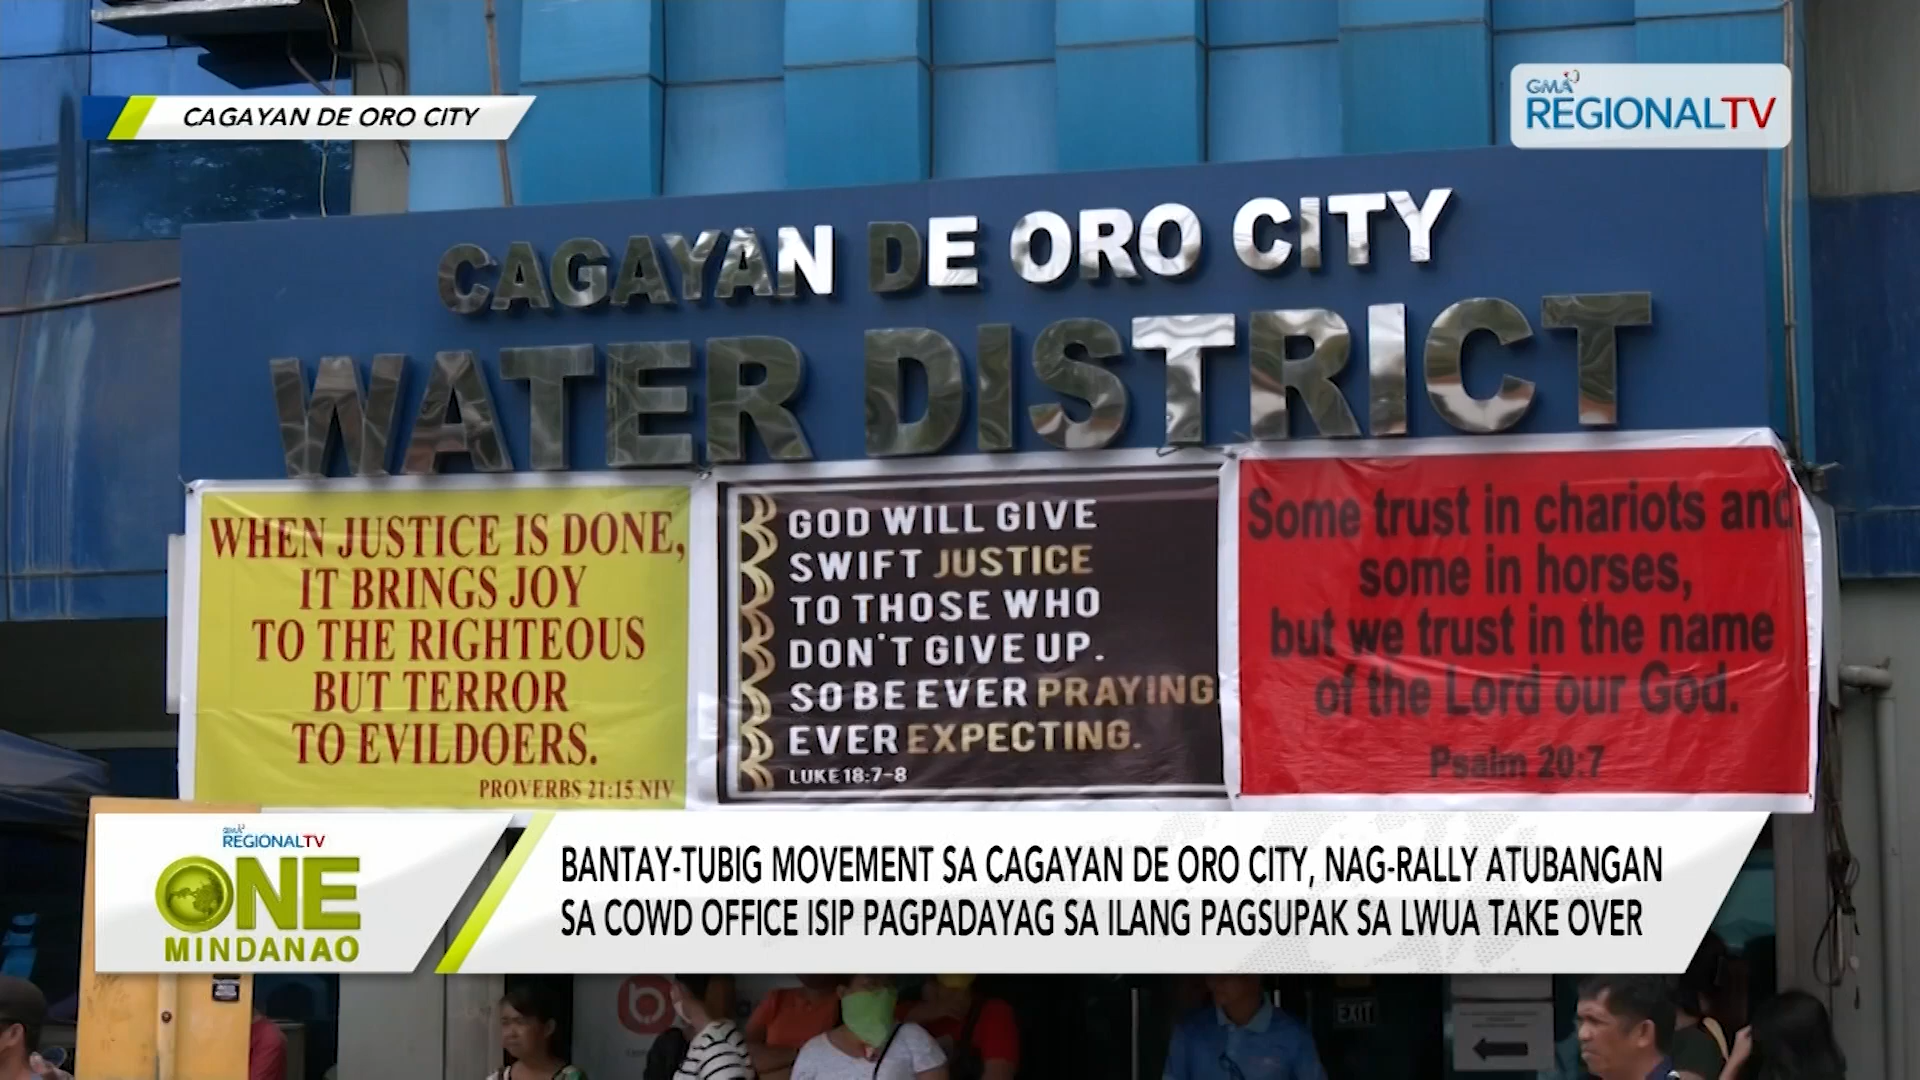 CAGAYAN DE ORO CITY
GMA
REGIONALTV
CAGAYAN DE ORO CITY
WATER DISTRICT
WHEN JUSTICE IS DONE,
IT BRINGS JOY
TO THE RIGHTEOUS
BUT TERROR
TO EVILDOERS.
PROVERBS 21:15 NIV
GOD WILL GIVE
SWIFT JUSTICE
TO THOSE WHO
DON'T GIVE UP.
SO BE EVER PRAYING
EVER EXPECTING.
LUKE 18:7-8
Some trust in chariots and
some in horses,
but we trust in the name
of the Lord our God.
Psalm 20:7
GMA
REGIONALTV
ONE
MINDANAO
BANTAY-TUBIG MOVEMENT SA CAGAYAN DE ORO CITY, NAG-RALLY ATUBANGAN
SA COWD OFFICE ISIP PAGPADAYAG SA ILANG PAGSUPAK SA LWUA TAKE OVER
EXIT